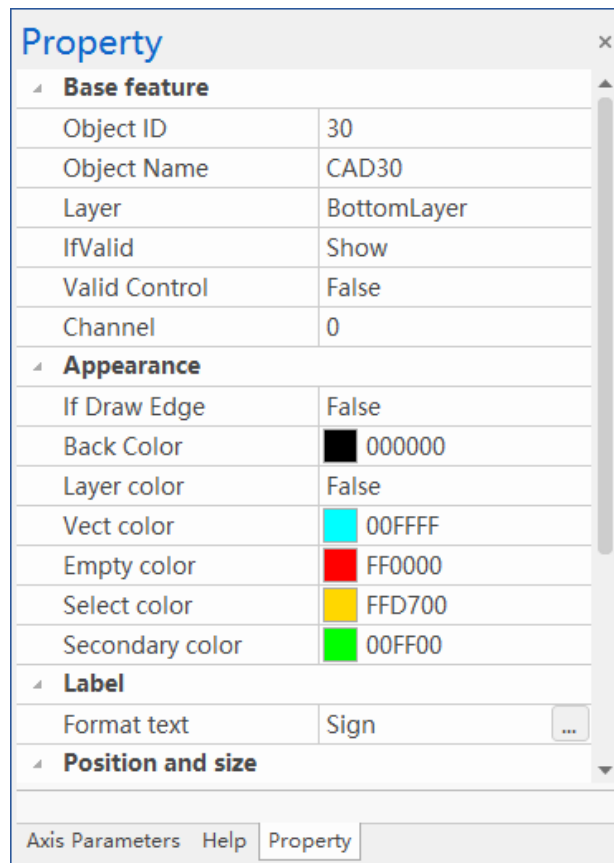 Property
Base feature
Object ID 30
Object Name CAD30
Layer BottomLayer
IfValid Show
Valid Control False
Channel 0
Appearance
If Draw Edge False
Back Color 000000
Layer color False
Vect color 00FFFF
Empty color FF0000
Select color FFD700
Secondary color 00FF00
Label
Format text Sign ...
Position and size
Axis Parameters Help Property